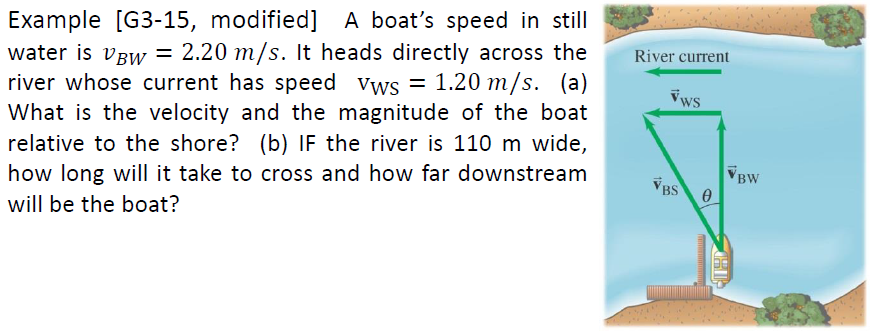 Example [G3-15, modified] A boat's speed in still
water is v_BW = 2.20 m/s. It heads directly across the
river whose current has speed v_WS = 1.20 m/s. (a)
What is the velocity and the magnitude of the boat
relative to the shore? (b) IF the river is 110 m wide,
how long will it take to cross and how far downstream
will be the boat?
River current
v⃗_WS
v⃗_BS
θ
v⃗_BW